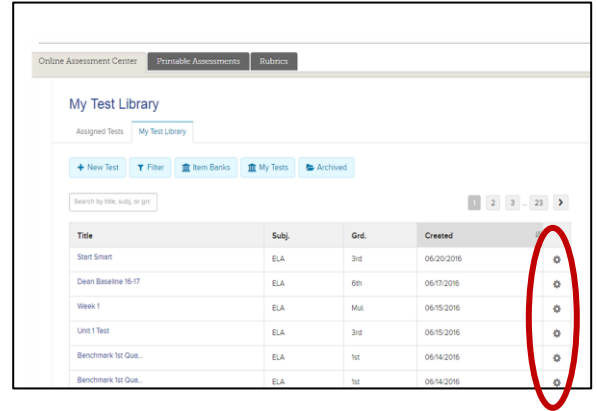 Online Assessment Center Printable Assessments Rubrics
My Test Library
Assigned Tests My Test Library
New Test Filter Item Banks My Tests Archived
Search by title, subj, or gra
1 2 3 .. 23
Title Subj. Grd. Created
Start Smart ELA 3rd 06/20/2016
Dean Baseline 16-17 ELA 6th 06/17/2016
Week 1 ELA Mul. 06/15/2016
Unit 1 Test ELA 3rd 06/15/2016
Benchmark 1st Qua... ELA 1st 06/14/2016
Benchmark 1st Qua... ELA 1st 06/14/2016